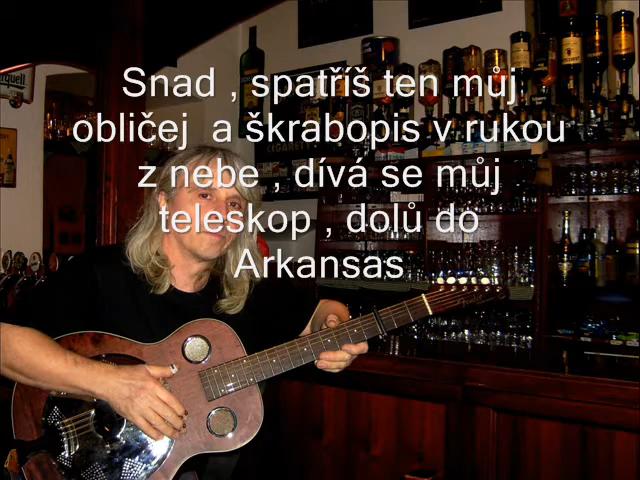 Snad , spatříš ten můj
obličej a škrabopis v rukou
z nebe , dívá se můj
teleskop , dolů do
Arkansas